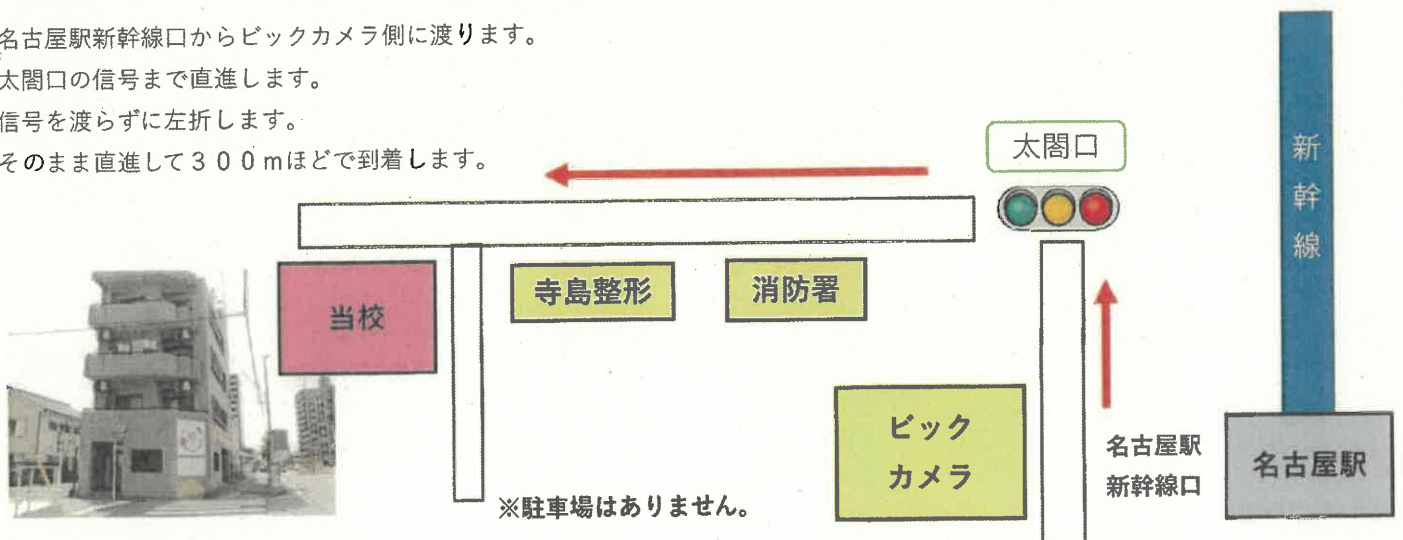 名古屋駅新幹線口からビックカメラ側に渡ります。
太閤口の信号まで直進します。
信号を渡らずに左折します。
そのまま直進して３００ｍほどで到着します。
太閤口
新幹線
当校
寺島整形
消防署
ビック
カメラ
名古屋駅
新幹線口
名古屋駅
※駐車場はありません。